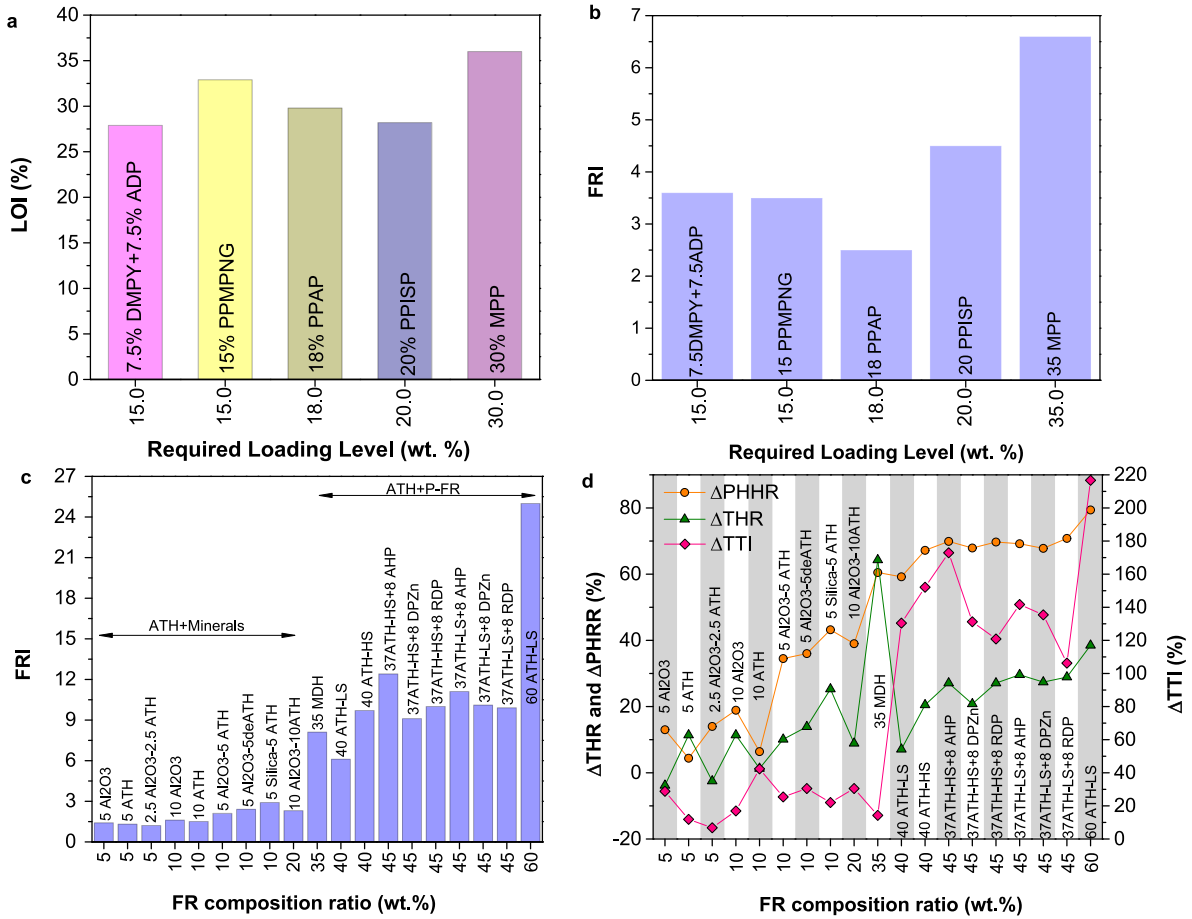 a
40
35
30
25
20
15
10
5
0
LOI (%)
7.5% DMPY+7.5% ADP
15% PPMPNG
18% PPAP
20% PPISP
30% MPP
15.0
15.0
18.0
20.0
30.0
Required Loading Level (wt. %)
b
7
6
5
4
3
2
1
0
FRI
7.5DMPY+7.5ADP
15 PPMPNG
18 PPAP
20 PPISP
35 MPP
15.0
15.0
18.0
20.0
35.0
Required Loading Level (wt. %)
c
27
24
21
18
15
12
9
6
3
0
FRI
ATH+P-FR
ATH+Minerals
5 Al2O3
5 ATH
2.5 Al2O3-2.5 ATH
10 Al2O3
10 ATH
5 Al2O3-5 ATH
5 Al2O3-5deATH
5 Silica-5 ATH
10 Al2O3-10ATH
35 MDH
40 ATH-LS
40 ATH-HS
37ATH-HS+8 AHP
37ATH-HS+8 DPZn
37ATH-HS+8 RDP
37ATH-LS+8 AHP
37ATH-LS+8 DPZn
37ATH-LS+8 RDP
60 ATH-LS
5
5
5
10
10
10
10
10
20
35
40
40
45
45
45
45
45
45
60
FR composition ratio (wt.%)
d
80
60
40
20
0
-20
ΔTHR and ΔPHRR (%)
ΔPHHR
ΔTHR
ΔTTI
220
200
180
160
140
120
100
80
60
40
20
0
ΔTTI (%)
5 Al2O3
5 ATH
2.5 Al2O3-2.5 ATH
10 Al2O3
10 ATH
5 Al2O3-5 ATH
5 Al2O3-5deATH
5 Silica-5 ATH
10 Al2O3-10ATH
35 MDH
40 ATH-LS
40 ATH-HS
37ATH-HS+8 AHP
37ATH-HS+8 DPZn
37ATH-HS+8 RDP
37ATH-LS+8 AHP
37ATH-LS+8 DPZn
37ATH-LS+8 RDP
60 ATH-LS
5
5
5
10
10
10
10
10
20
35
40
40
45
45
45
45
45
45
60
FR composition ratio (wt.%)